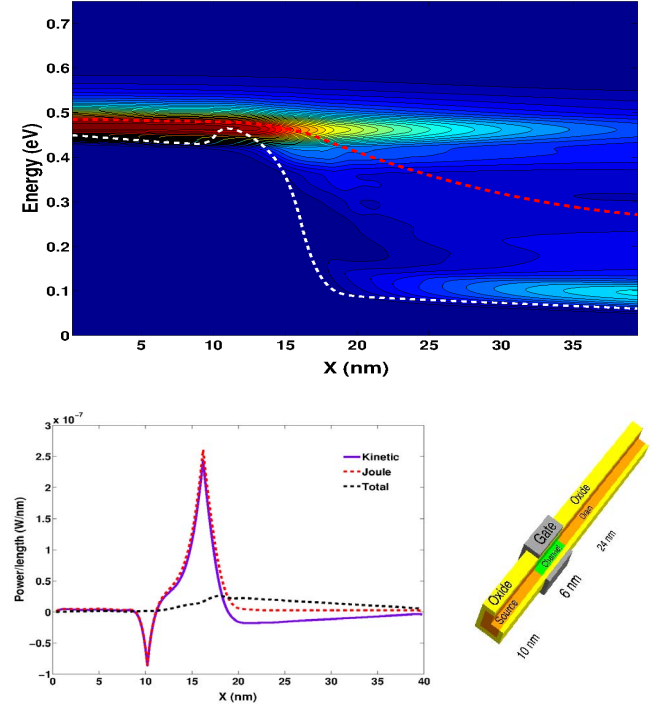 0.7
0.6
0.5
0.4
0.3
0.2
0.1
0
Energy (eV)
5 10 15 20 25 30 35
X (nm)
x 10^-7
3
2.5
2
1.5
1
0.5
0
−0.5
−1
Power/length (W/nm)
0 5 10 15 20 25 30 35 40
X (nm)
Kinetic
Joule
Total
Oxide
Gate
Drain
Channel
Oxide
Source
24 nm
6 nm
10 nm